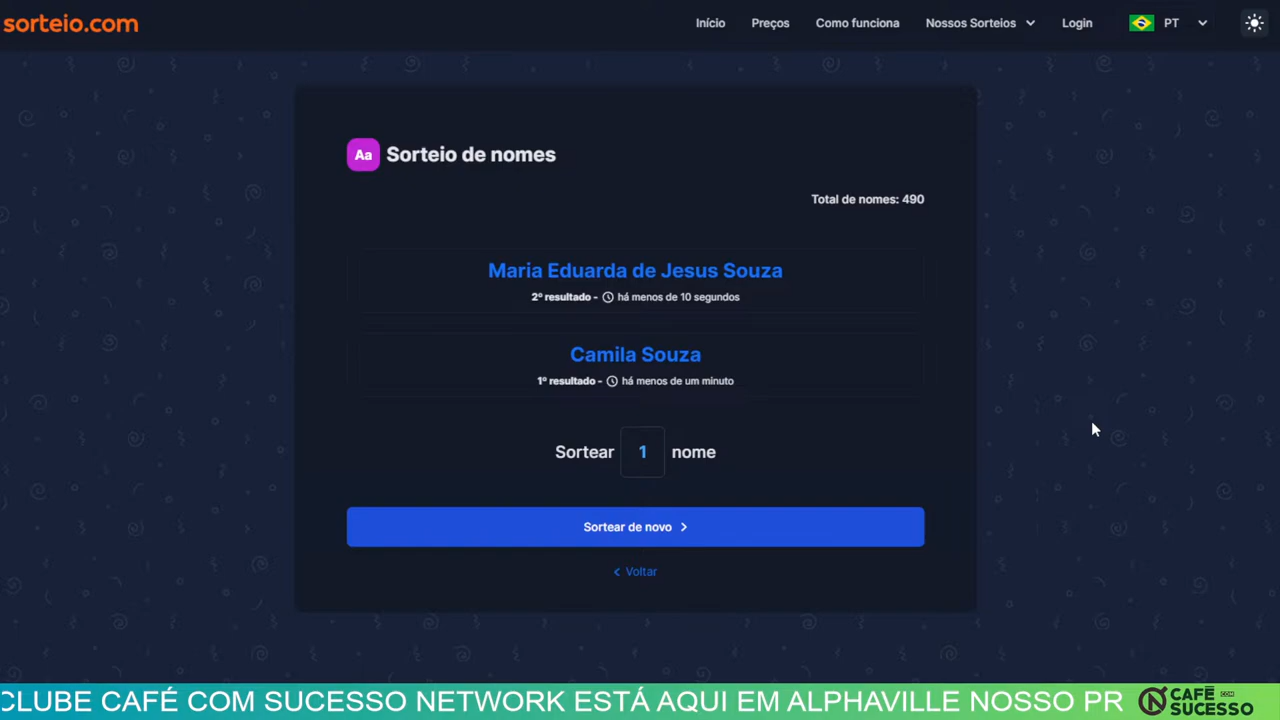 sorteio.com
Início Preços Como funciona Nossos Sorteios Login PT
Aa Sorteio de nomes
Total de nomes: 490
Maria Eduarda de Jesus Souza
2º resultado - há menos de 10 segundos
Camila Souza
1º resultado - há menos de um minuto
Sortear 1 nome
Sortear de novo
Voltar
CLUBE CAFÉ COM SUCESSO NETWORK ESTÁ AQUI EM ALPHAVILLE NOSSO PR
CAFÉ COM
SUCESSO